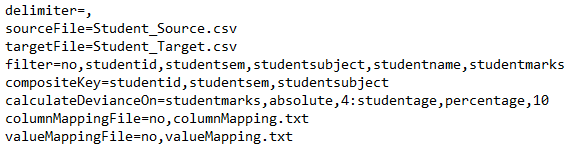 delimiter=,
sourceFile=Student_Source.csv
targetFile=Student_Target.csv
filter=no,studentid,studentsem,studentsubject,studentname,studentmarks
compositeKey=studentid,studentsem,studentsubject
calculateDevianceOn=studentmarks,absolute,4:studentage,percentage,10
columnMappingFile=no,columnMapping.txt
valueMappingFile=no,valueMapping.txt